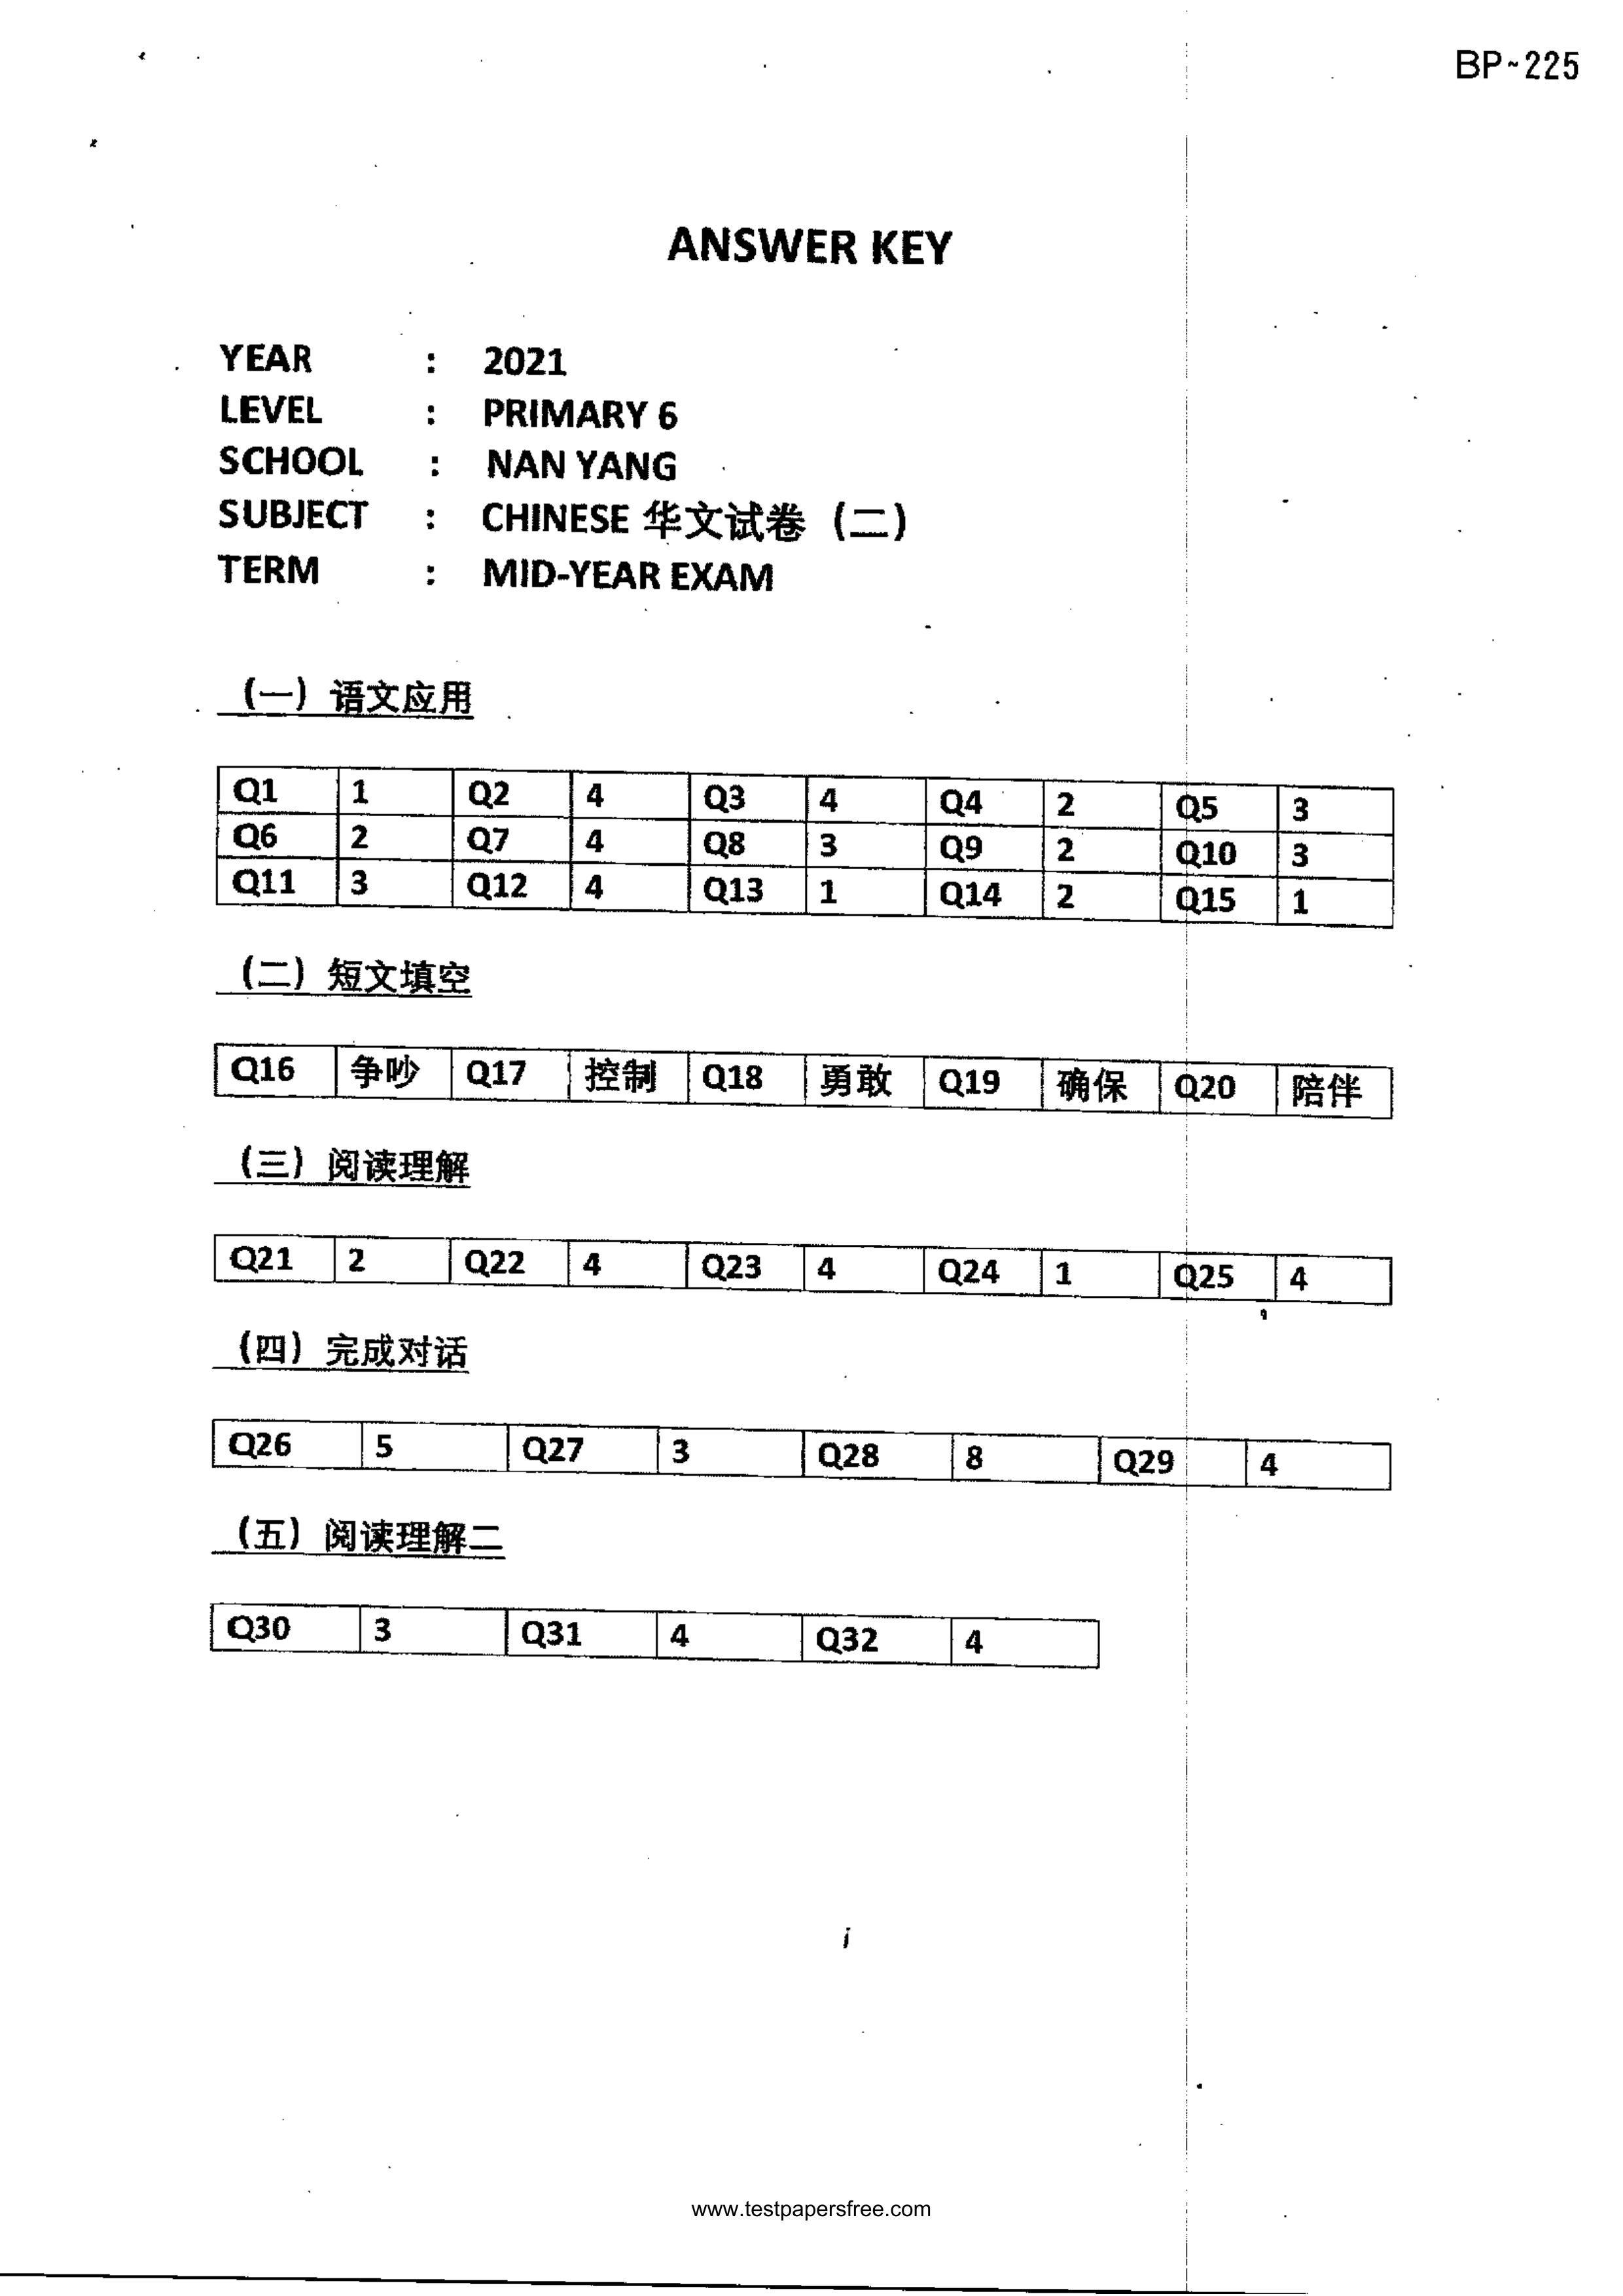 BP~225
ANSWER KEY
YEAR : 2021
LEVEL : PRIMARY 6
SCHOOL : NAN YANG
SUBJECT : CHINESE 华文试卷（二）
TERM : MID-YEAR EXAM
（一）语文应用
Q1 1 Q2 4 Q3 4 Q4 2 Q5 3
Q6 2 Q7 4 Q8 3 Q9 2 Q10 3
Q11 3 Q12 4 Q13 1 Q14 2 Q15 1
（二）短文填空
Q16 争吵 Q17 控制 Q18 勇敢 Q19 确保 Q20 陪伴
（三）阅读理解
Q21 2 Q22 4 Q23 4 Q24 1 Q25 4
（四）完成对话
Q26 5 Q27 3 Q28 8 Q29 4
（五）阅读理解二
Q30 3 Q31 4 Q32 4
i
www.testpapersfree.com